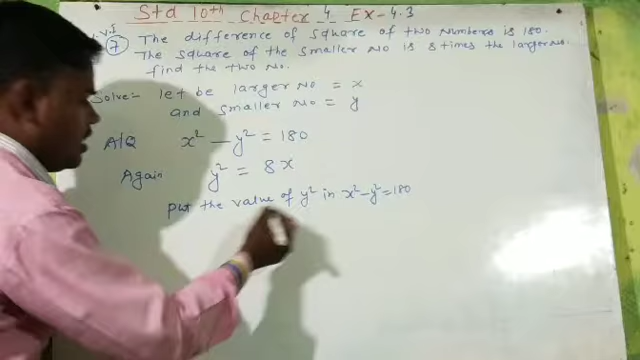 Std 10th Chapter 4 Ex-4.3
V.I
7 The difference of square of two numbers is 180.
The square of the smaller no is 8 times the larger no.
find the two no.
Solve:- let be larger no = x
and smaller no = y
A/Q x² - y² = 180
Again y² = 8x
put the value of y² in x²-y²=180